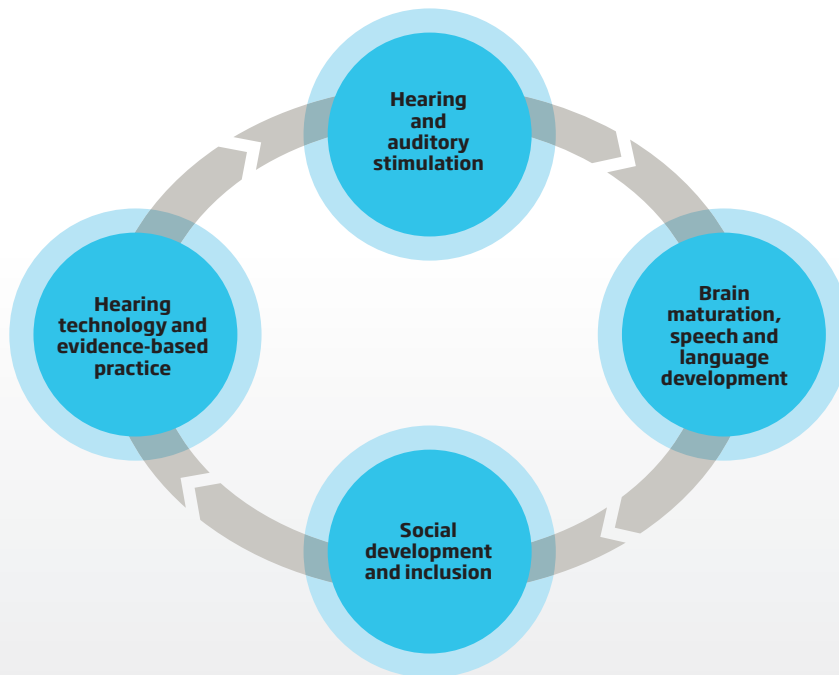 Hearing
and
auditory
stimulation
Brain
maturation,
speech and
language
development
Social
development
and inclusion
Hearing
technology and
evidence-based
practice